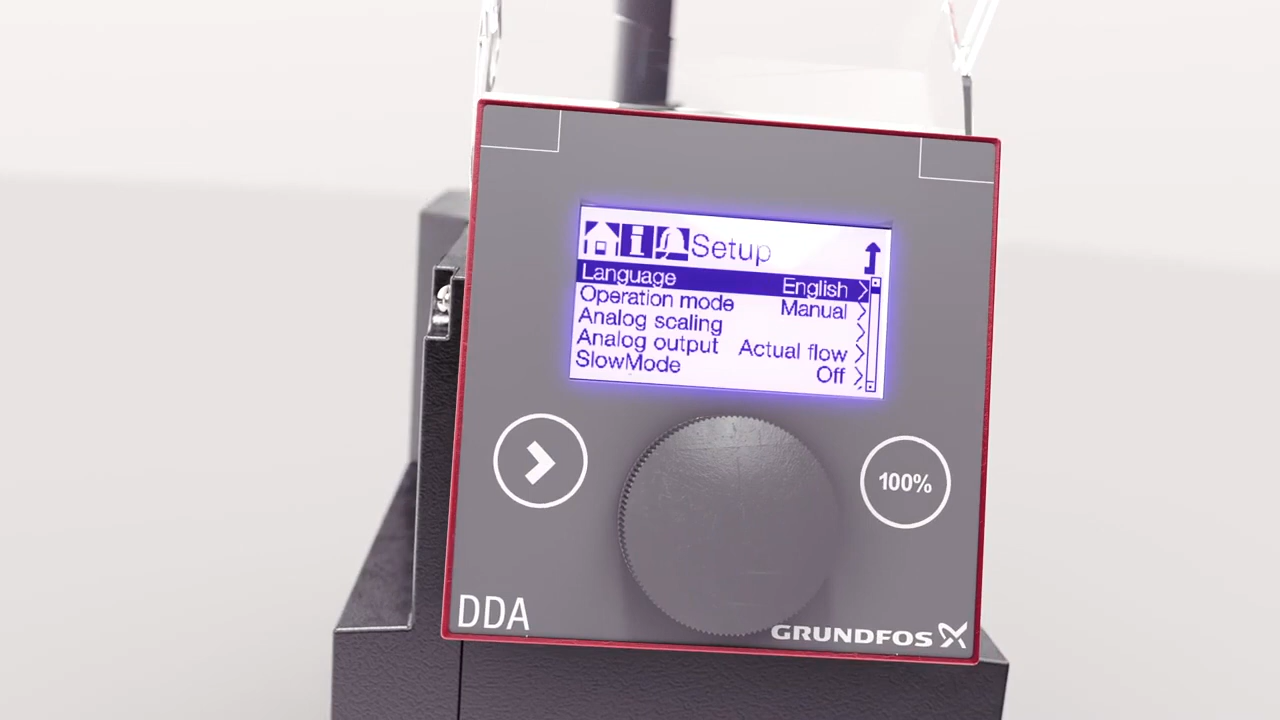 Setup
Language English
Operation mode Manual
Analog scaling
Analog output Actual flow
SlowMode Off
100%
DDA
GRUNDFOS